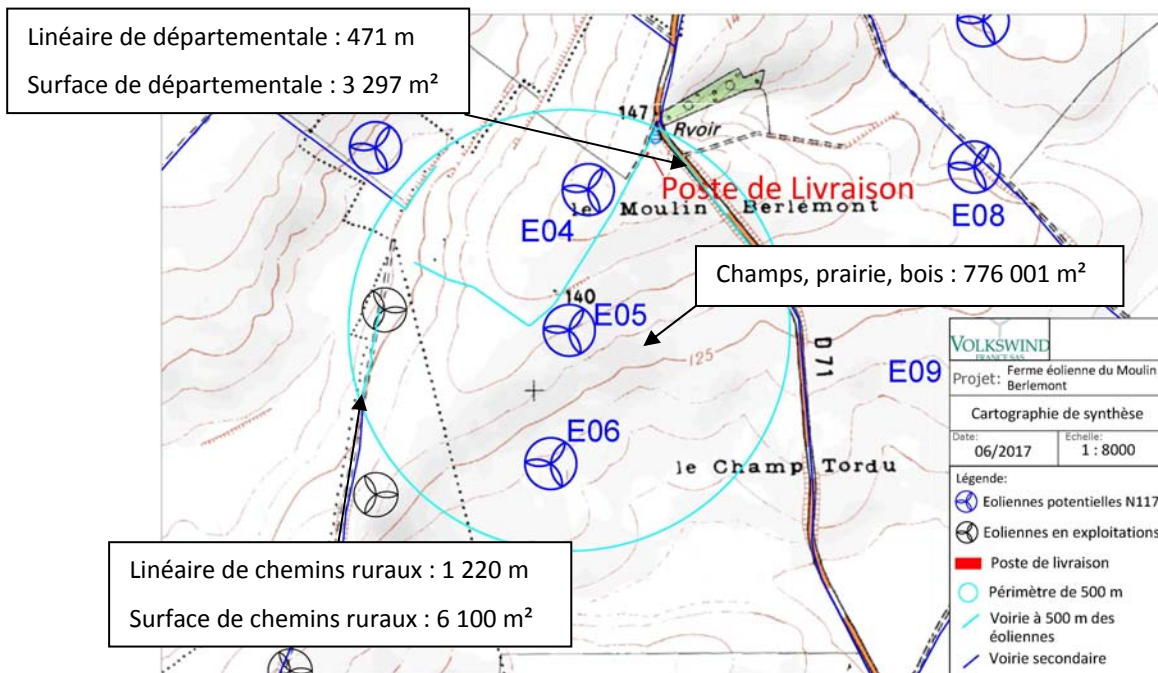 Linéaire de départementale : 471 m
Surface de départementale : 3 297 m²
147
Rvoir
Poste de Livraison
le Moulin Berlémont
E04
E08
Champs, prairie, bois : 776 001 m²
140
E05
125
D 71
E09
E06
le Champ Tordu
Linéaire de chemins ruraux : 1 220 m
Surface de chemins ruraux : 6 100 m²
VOLKSWIND
FRANCE SAS
Projet: Ferme éolienne du Moulin
Berlemont
Cartographie de synthèse
Date: 06/2017
Echelle: 1 : 8000
Légende:
Eoliennes potentielles N117
Eoliennes en exploitations
Poste de livraison
Périmètre de 500 m
Voirie à 500 m des
éoliennes
Voirie secondaire